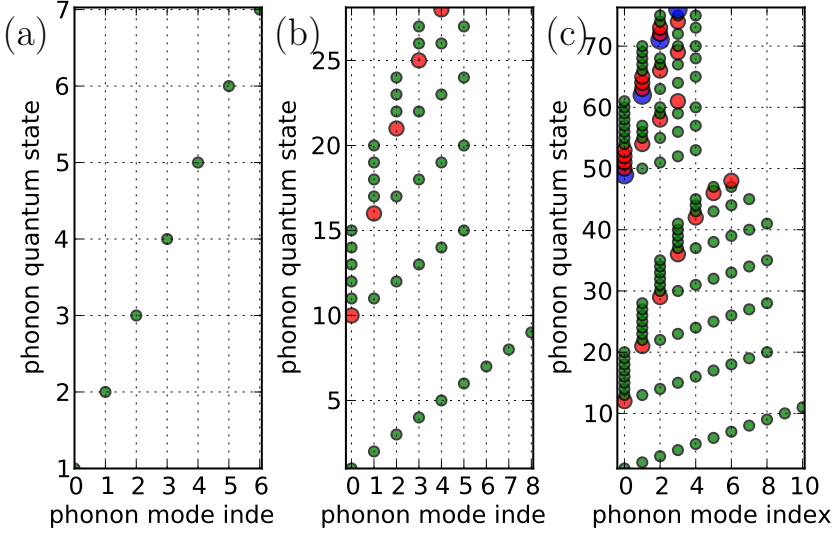 (a)
phonon quantum state
7
6
5
4
3
2
1
0 1 2 3 4 5 6
phonon mode inde
(b)
phonon quantum state
25
20
15
10
5
0 1 2 3 4 5 6 7 8
phonon mode inde
(c)
phonon quantum state
70
60
50
40
30
20
10
0 2 4 6 8 10
phonon mode index